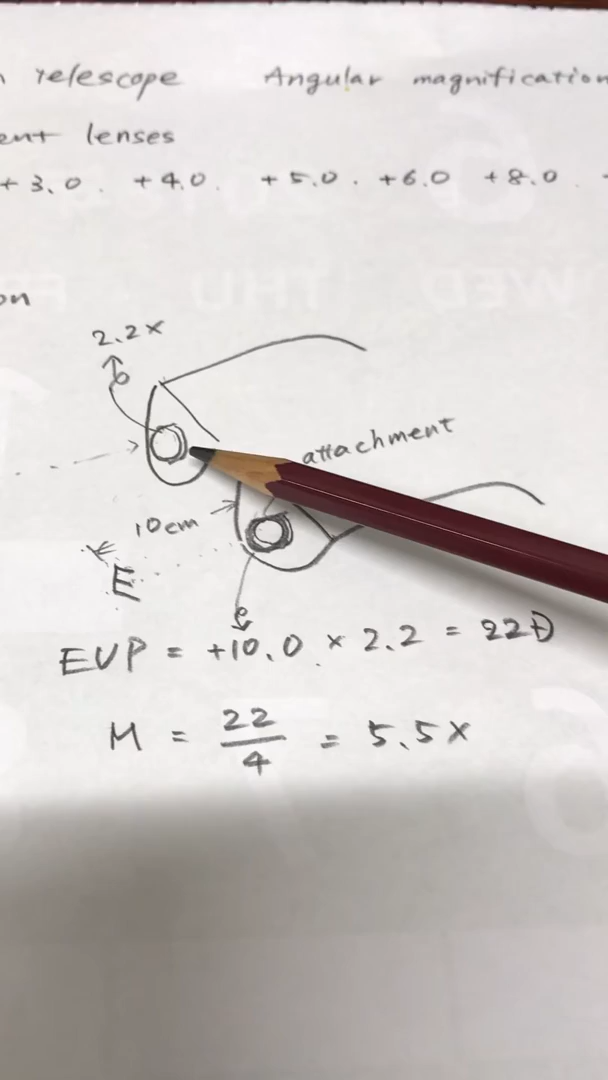 telescope Angular magnification
lenses
+3.0. +4.0. +5.0. +6.0 +8.0
2.2x
attachment
10cm
E
EVP = +10.0 x 2.2 = 22D
M = 22/4 = 5.5x